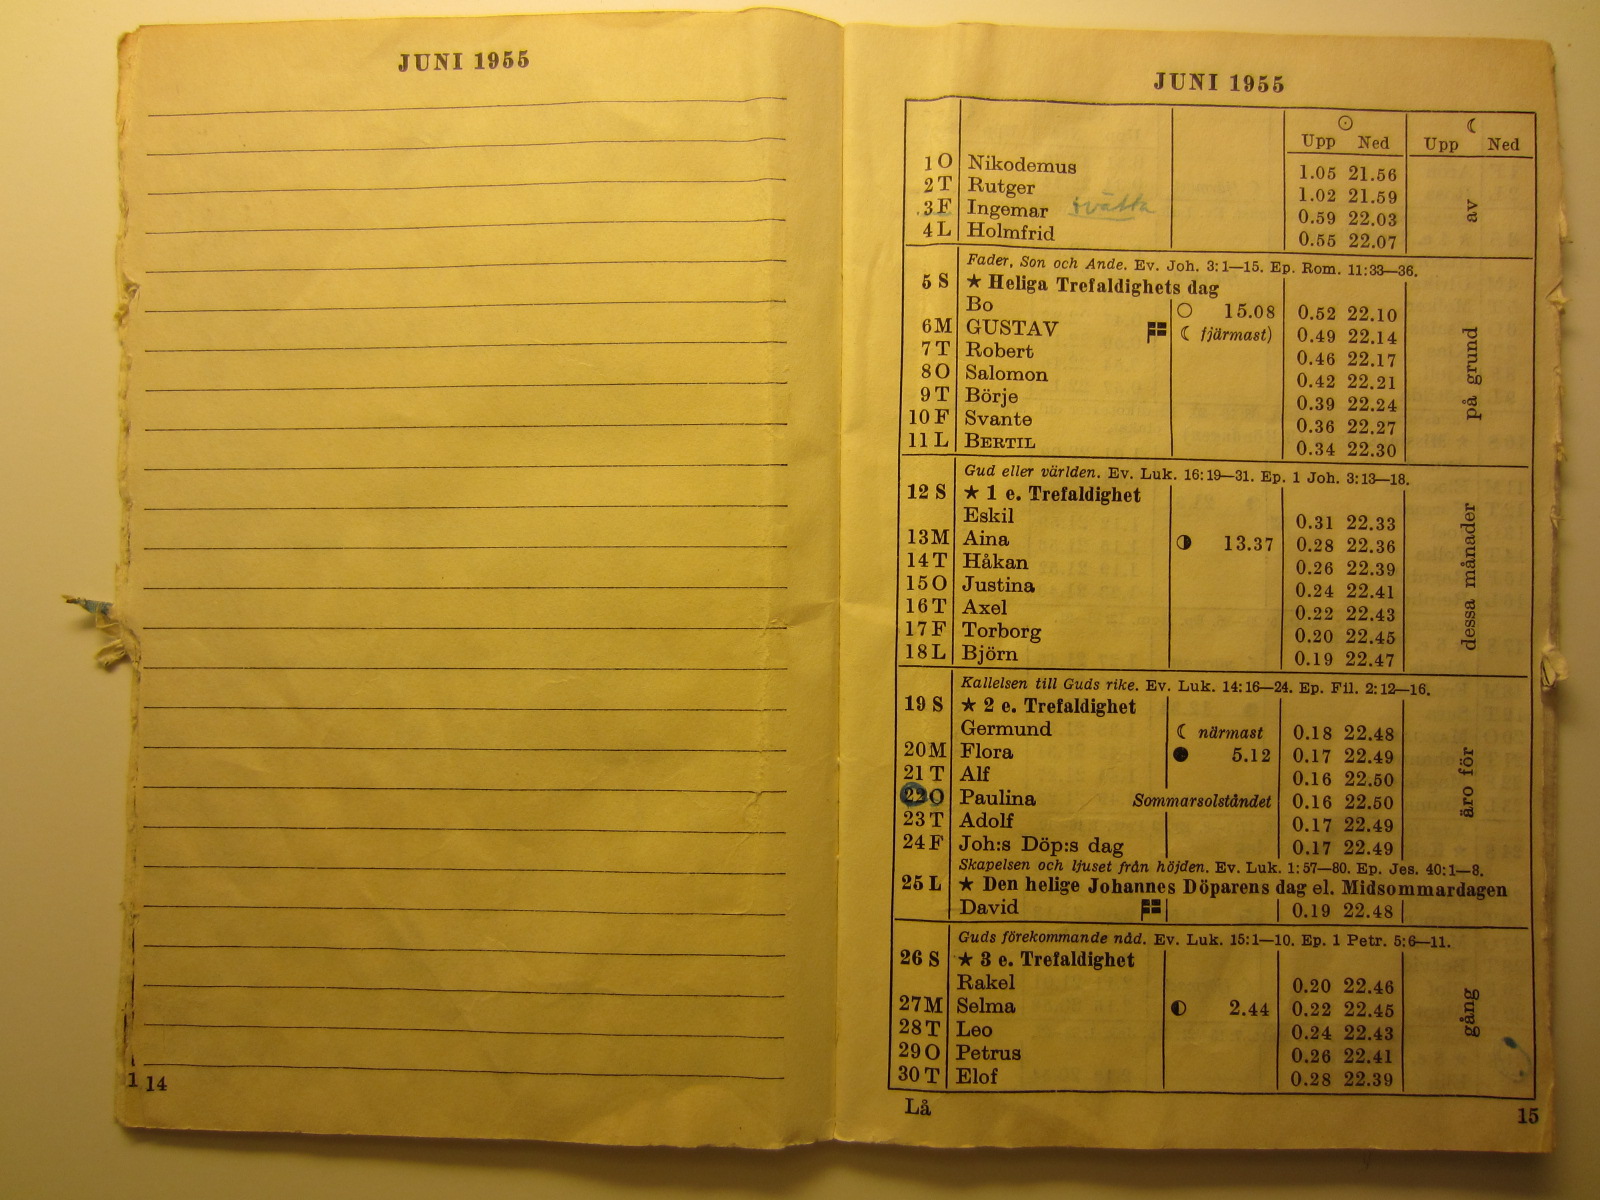 JUNI 1955
1 14
JUNI 1955
☉ ☾
Upp Ned Upp Ned
1 O Nikodemus 1.05 21.56
2 T Rutger 1.02 21.59
3 F Ingemar tvätta 0.59 22.03
4 L Holmfrid 0.55 22.07
av
Fader, Son och Ande. Ev. Joh. 3:1—15. Ep. Rom. 11:33—36.
5 S ★ Heliga Trefaldighets dag
Bo ○ 15.08 0.52 22.10
6 M GUSTAV ☾ fjärmast) 0.49 22.14
7 T Robert 0.46 22.17
8 O Salomon 0.42 22.21
9 T Börje 0.39 22.24
10 F Svante 0.36 22.27
11 L BERTIL 0.34 22.30
på grund
Gud eller världen. Ev. Luk. 16:19—31. Ep. 1 Joh. 3:13—18.
12 S ★ 1 e. Trefaldighet
Eskil 0.31 22.33
13 M Aina ◑ 13.37 0.28 22.36
14 T Håkan 0.26 22.39
15 O Justina 0.24 22.41
16 T Axel 0.22 22.43
17 F Torborg 0.20 22.45
18 L Björn 0.19 22.47
dessa månader
Kallelsen till Guds rike. Ev. Luk. 14:16—24. Ep. Fil. 2:12—16.
19 S ★ 2 e. Trefaldighet
Germund ☾ närmast 0.18 22.48
20 M Flora ● 5.12 0.17 22.49
21 T Alf 0.16 22.50
22 O Paulina Sommarsolståndet 0.16 22.50
23 T Adolf 0.17 22.49
24 F Joh:s Döp:s dag 0.17 22.49
äro för
Skapelsen och ljuset från höjden. Ev. Luk. 1:57—80. Ep. Jes. 40:1—8.
25 L ★ Den helige Johannes Döparens dag el. Midsommardagen
David 0.19 22.48
Guds förekommande nåd. Ev. Luk. 15:1—10. Ep. 1 Petr. 5:6—11.
26 S ★ 3 e. Trefaldighet
Rakel 0.20 22.46
27 M Selma ◐ 2.44 0.22 22.45
28 T Leo 0.24 22.43
29 O Petrus 0.26 22.41
30 T Elof 0.28 22.39
gång
Lå 15